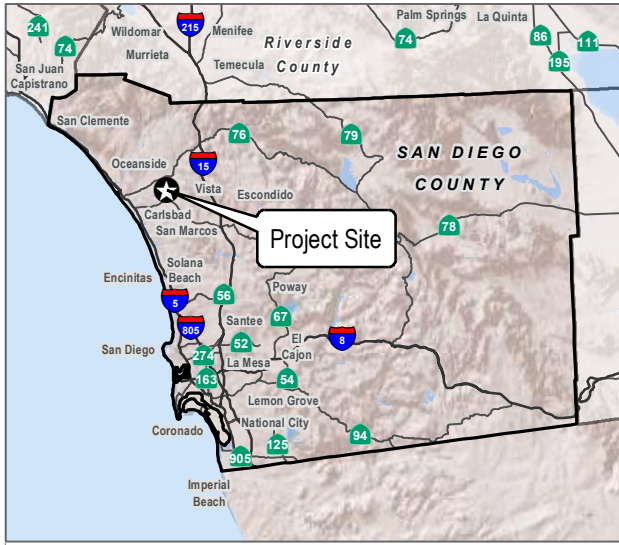 241
74
San Juan
Capistrano
Wildomar
Murrieta
215
Menifee
Riverside
County
Temecula
Palm Springs
La Quinta
74
86
111
195
San Clemente
76
79
SAN DIEGO
COUNTY
Oceanside
15
Vista
Escondido
Carlsbad
San Marcos
Project Site
78
Solana
Beach
Encinitas
5
56
Poway
805
Santee
67
San Diego
274
52
El
Cajon
8
La Mesa
163
54
Lemon Grove
Coronado
National City
94
125
905
Imperial
Beach